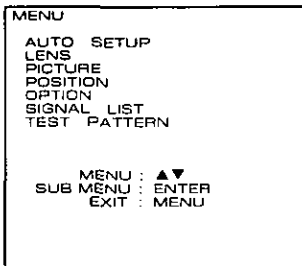 MENU
AUTO SETUP
LENS
PICTURE
POSITION
OPTION
SIGNAL LIST
TEST PATTERN
MENU : ▲▼
SUB MENU : ENTER
EXIT : MENU